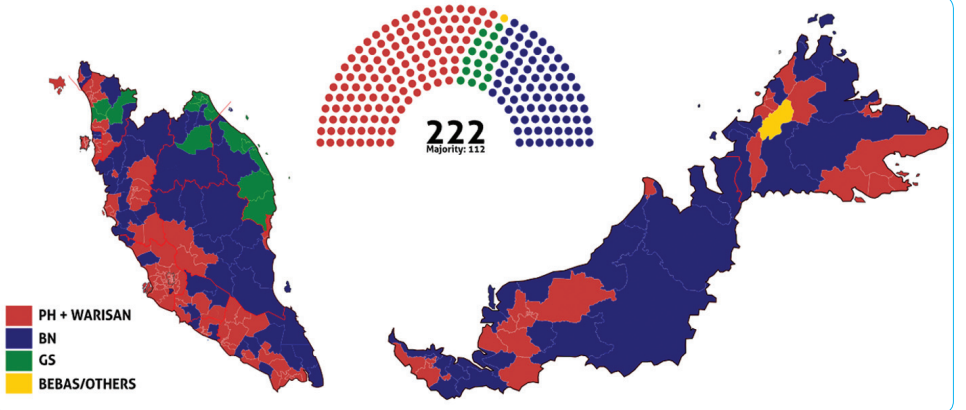 222
Majority: 112
PH + WARISAN
BN
GS
BEBAS/OTHERS